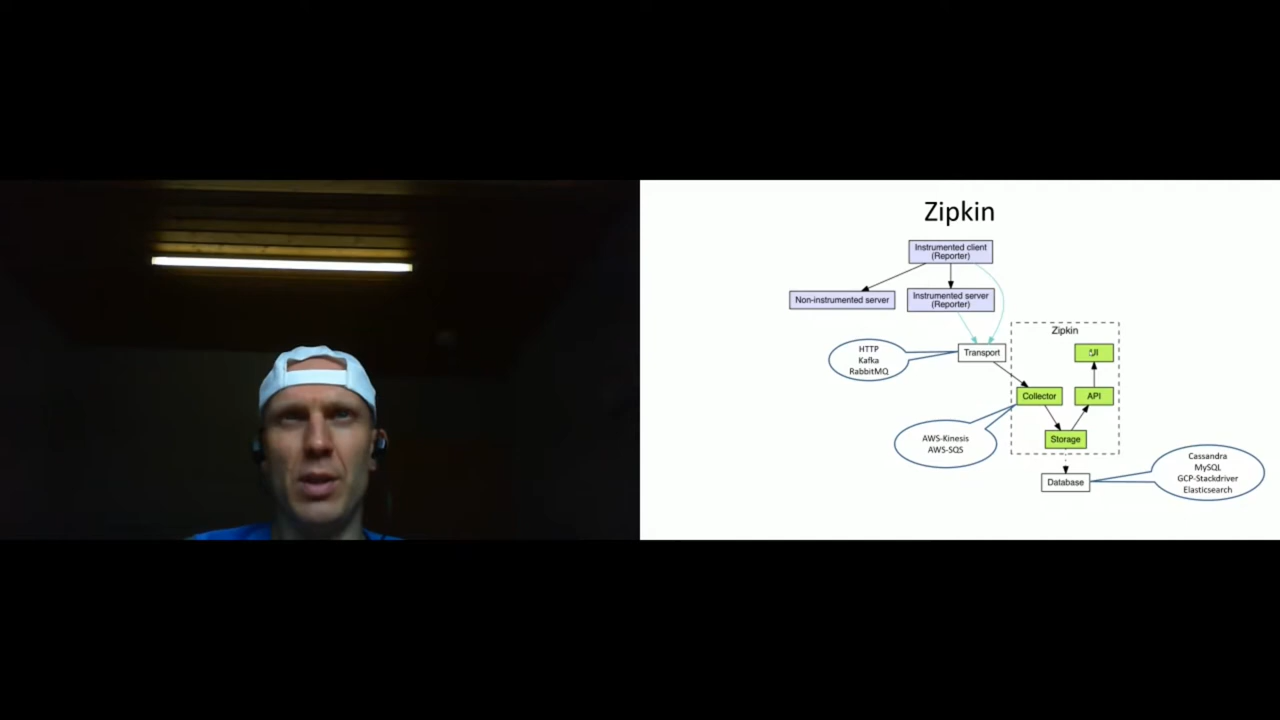 Zipkin
Instrumented client
(Reporter)
Non-instrumented server
Instrumented server
(Reporter)
Zipkin
HTTP
Kafka
RabbitMQ
Transport
UI
Collector
API
AWS-Kinesis
AWS-SQS
Storage
Database
Cassandra
MySQL
GCP-Stackdriver
Elasticsearch